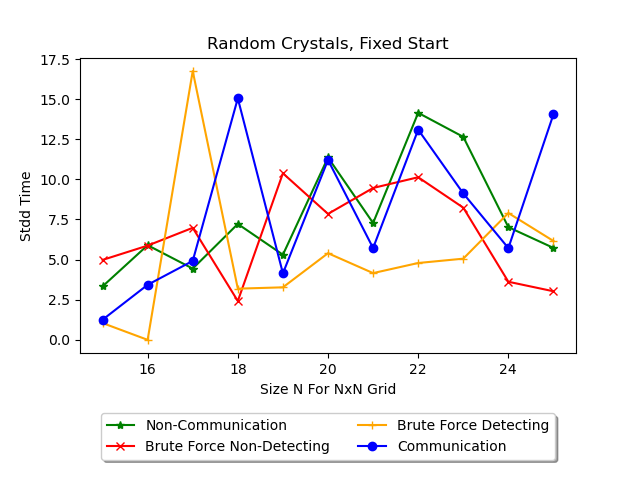 Random Crystals, Fixed Start
17.5
15.0
12.5
10.0
7.5
5.0
2.5
0.0
Stdd Time
16 18 20 22 24
Size N For NxN Grid
Non-Communication
Brute Force Non-Detecting
Brute Force Detecting
Communication